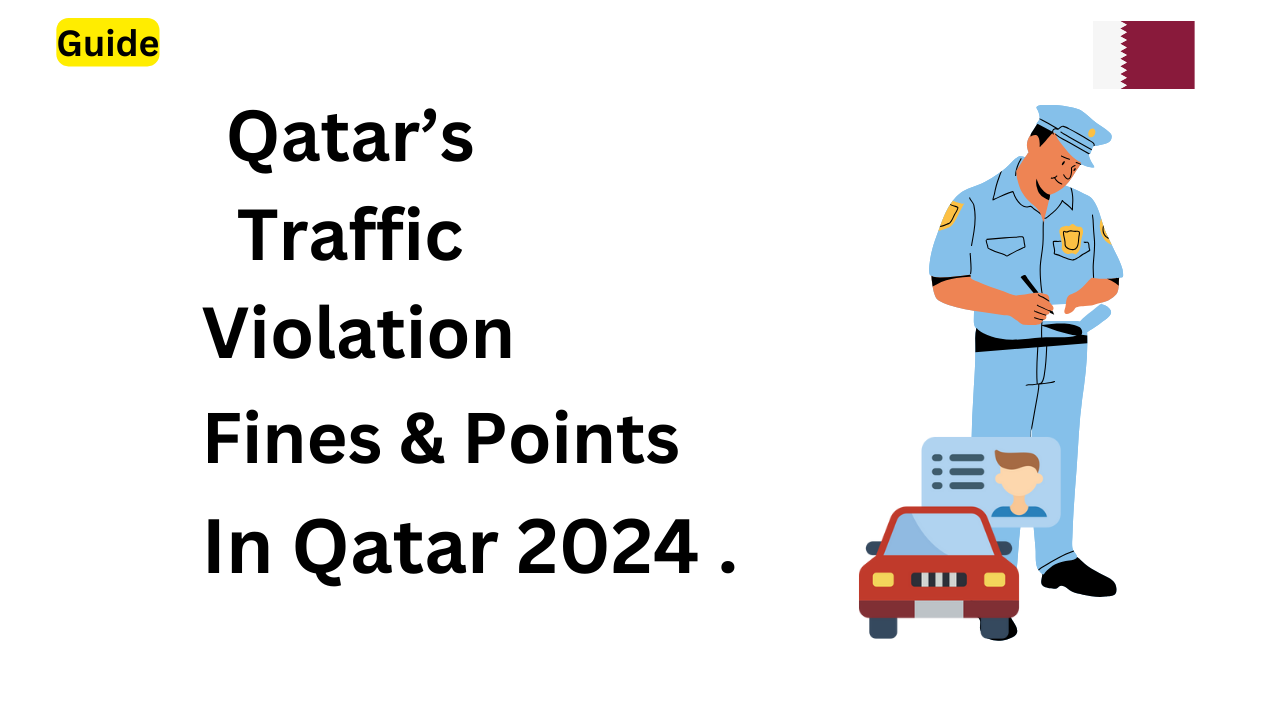 Guide
Qatar’s
Traffic
Violation
Fines & Points
In Qatar 2024 .